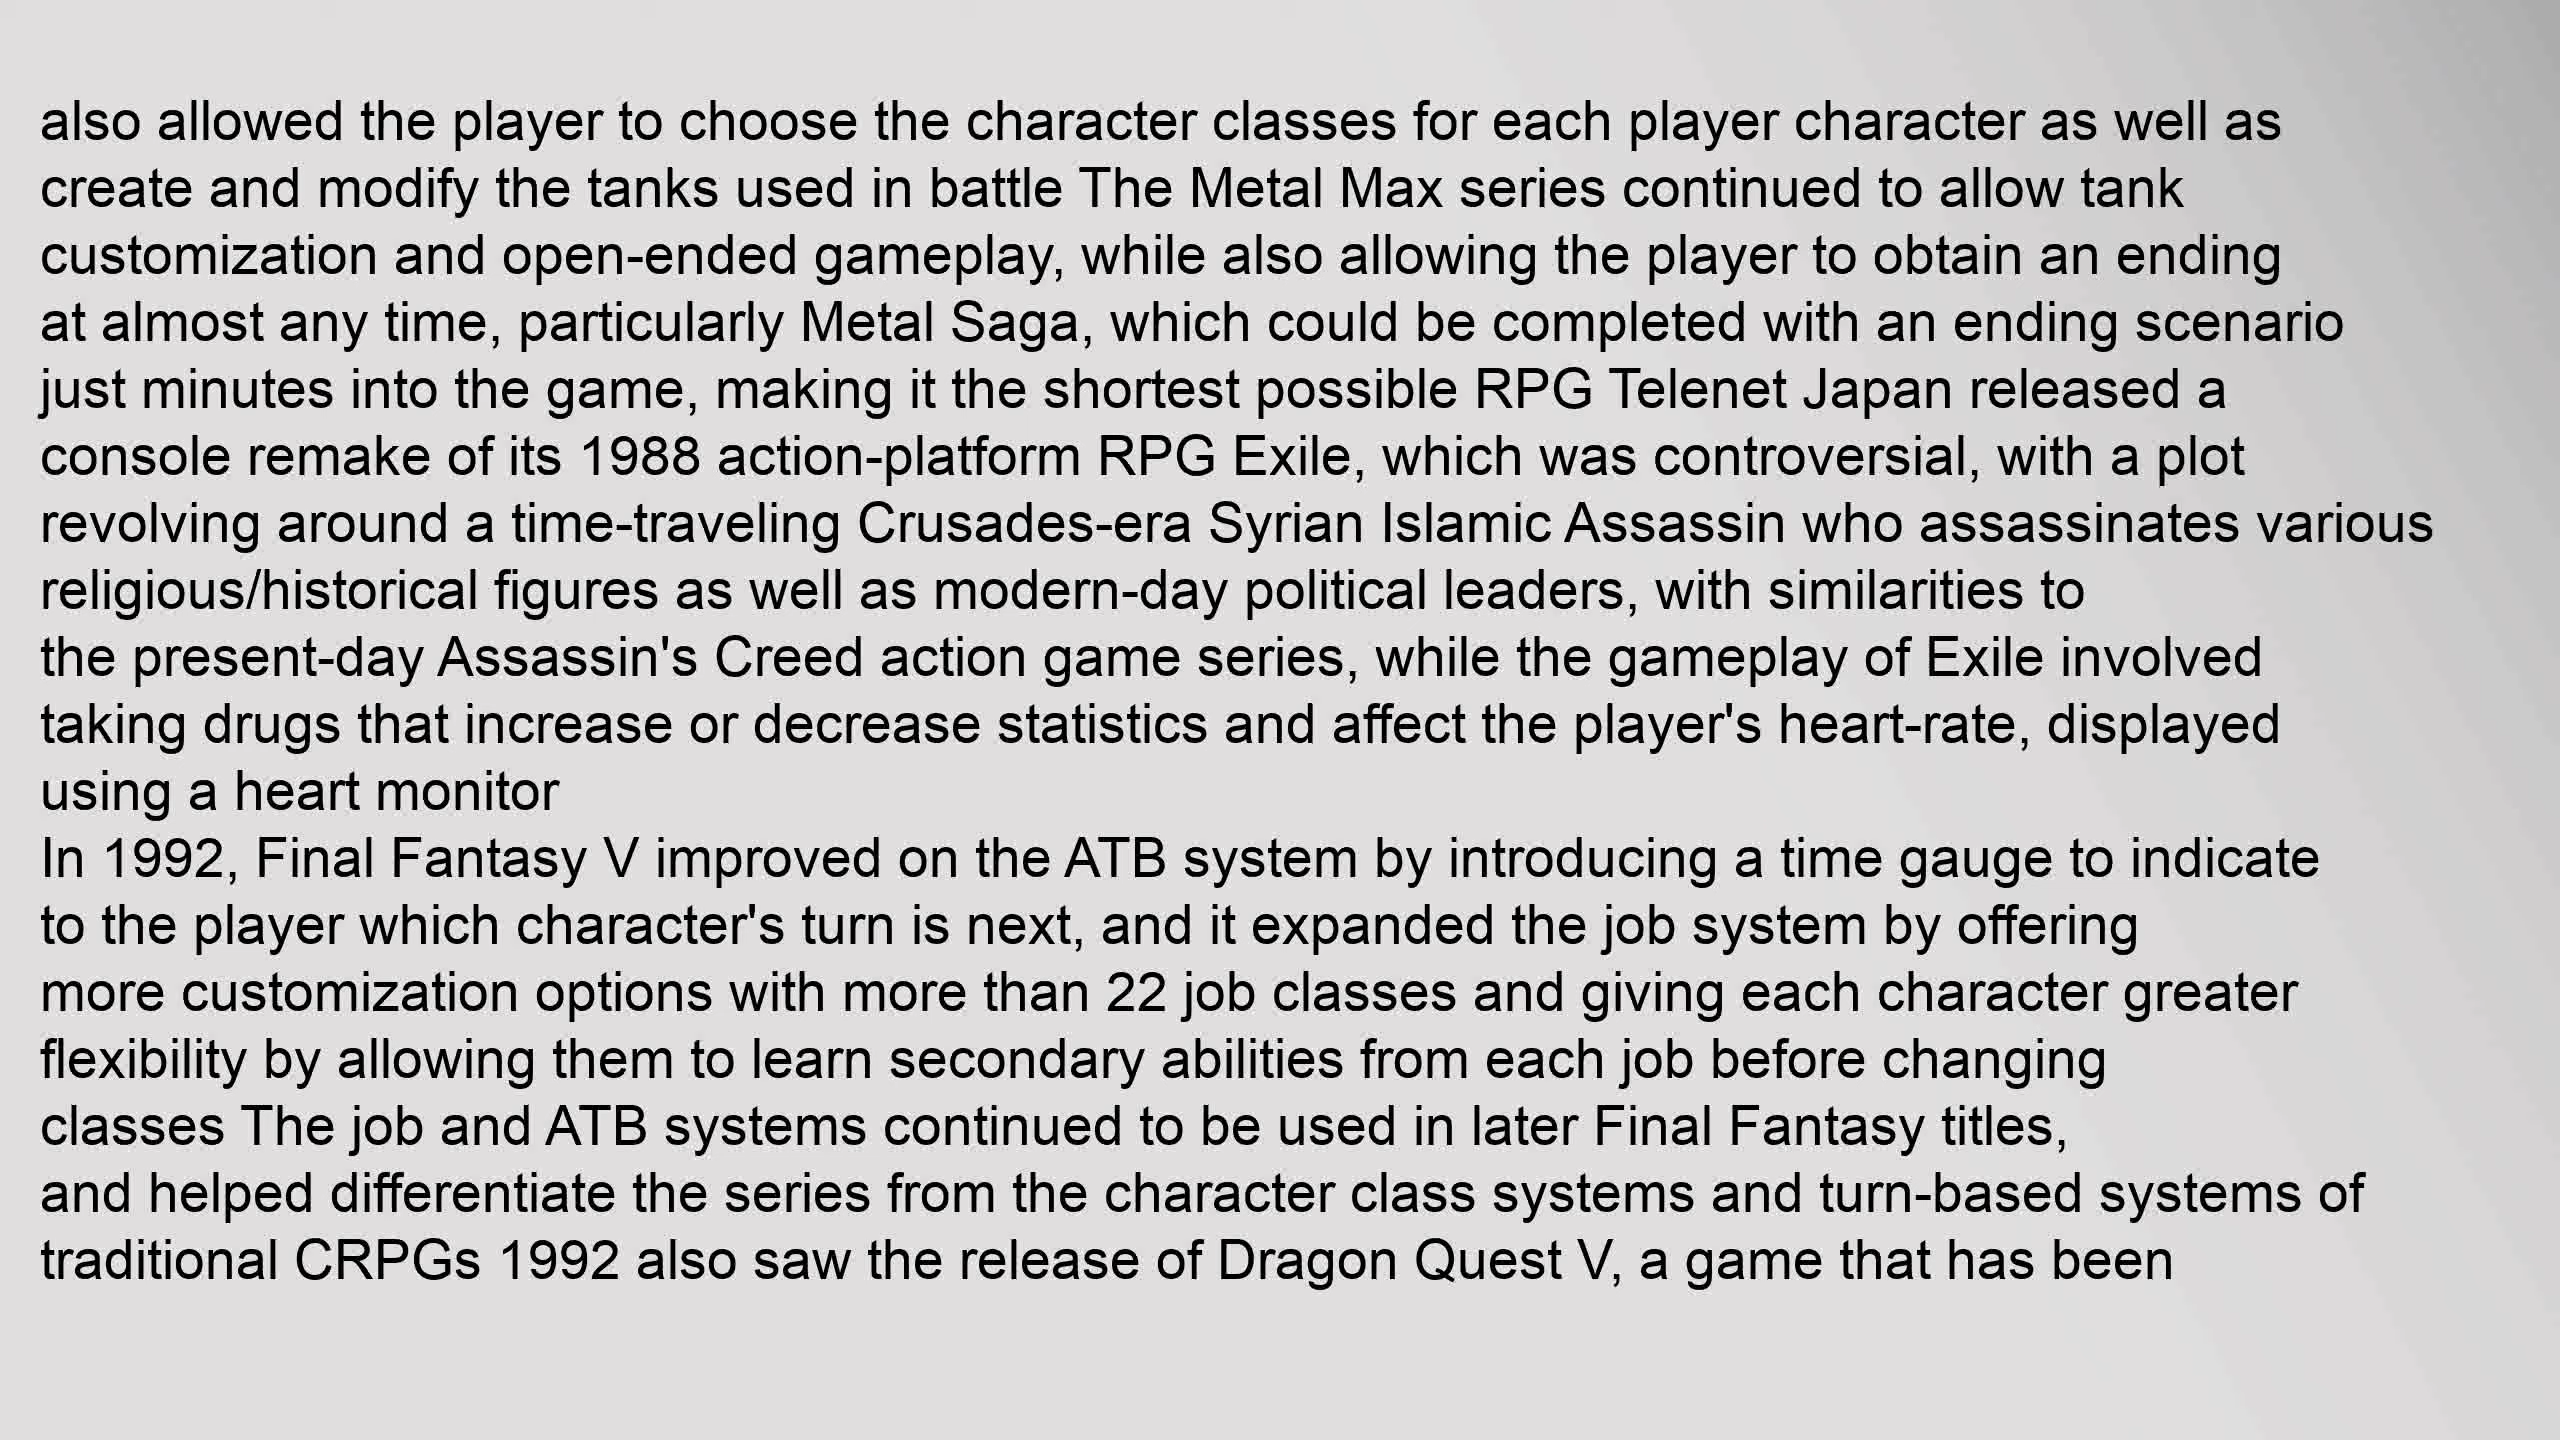 also allowed the player to choose the character classes for each player character as well as
create and modify the tanks used in battle The Metal Max series continued to allow tank
customization and open-ended gameplay, while also allowing the player to obtain an ending
at almost any time, particularly Metal Saga, which could be completed with an ending scenario
just minutes into the game, making it the shortest possible RPG Telenet Japan released a
console remake of its 1988 action-platform RPG Exile, which was controversial, with a plot
revolving around a time-traveling Crusades-era Syrian Islamic Assassin who assassinates various
religious/historical figures as well as modern-day political leaders, with similarities to
the present-day Assassin's Creed action game series, while the gameplay of Exile involved
taking drugs that increase or decrease statistics and affect the player's heart-rate, displayed
using a heart monitor
In 1992, Final Fantasy V improved on the ATB system by introducing a time gauge to indicate
to the player which character's turn is next, and it expanded the job system by offering
more customization options with more than 22 job classes and giving each character greater
flexibility by allowing them to learn secondary abilities from each job before changing
classes The job and ATB systems continued to be used in later Final Fantasy titles,
and helped differentiate the series from the character class systems and turn-based systems of
traditional CRPGs 1992 also saw the release of Dragon Quest V, a game that has been